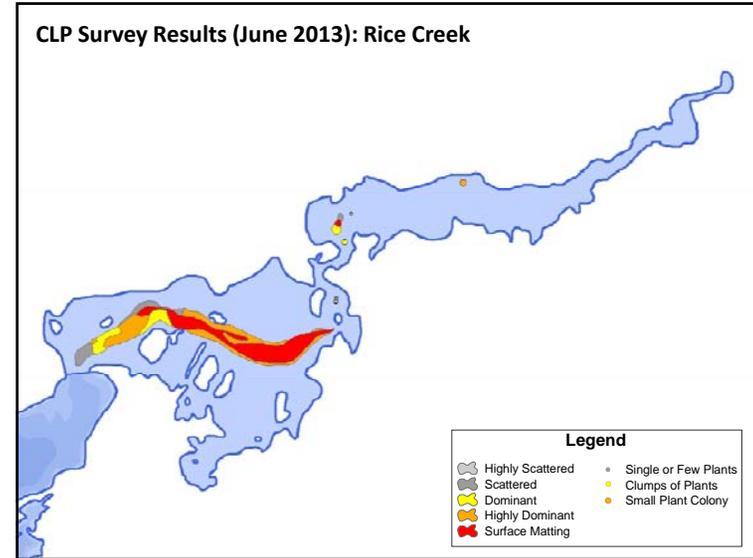 CLP Survey Results (June 2013): Rice Creek
Legend
Highly Scattered
Scattered
Dominant
Highly Dominant
Surface Matting
Single or Few Plants
Clumps of Plants
Small Plant Colony